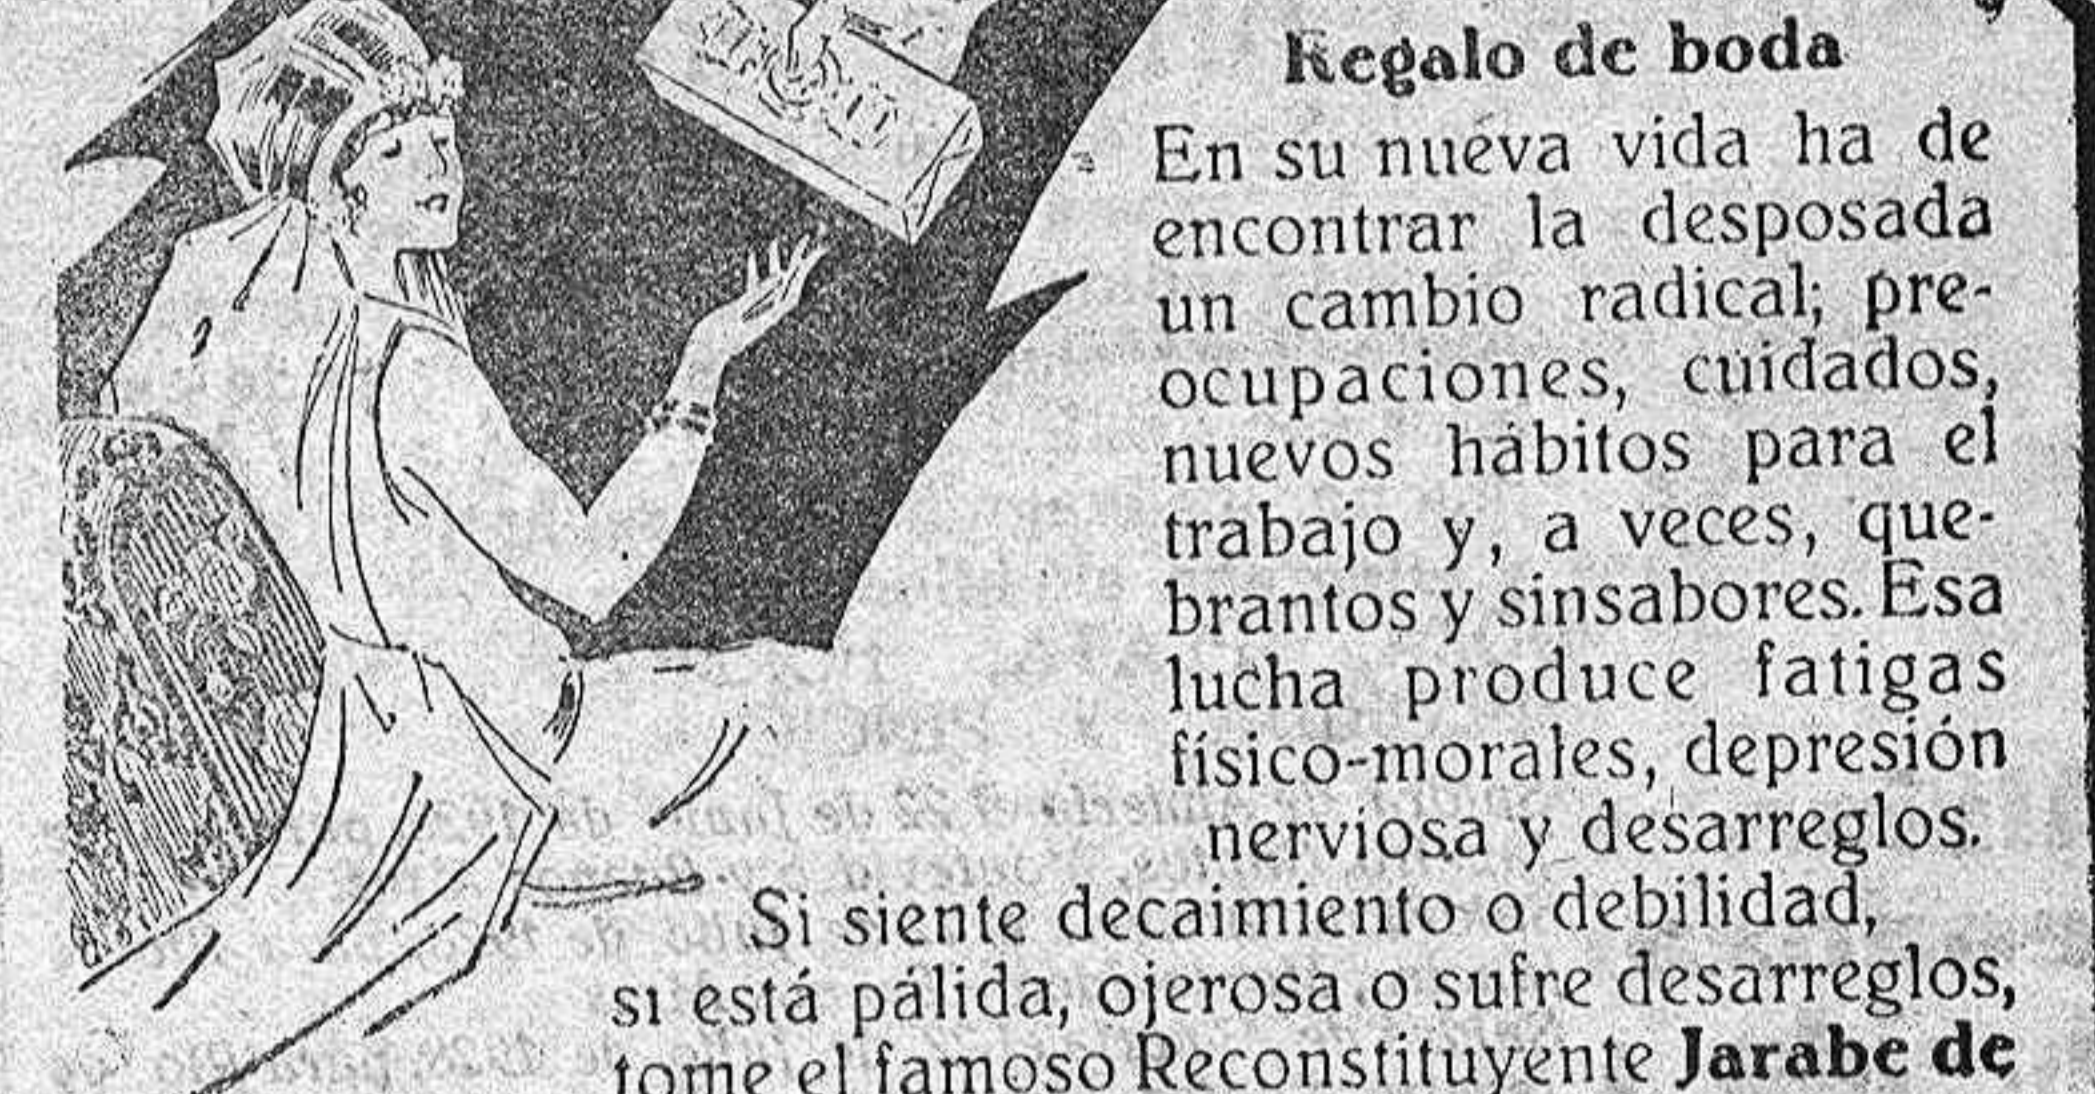 Regalo de boda
En su nueva vida ha de
encontrar la desposada
un cambio radical; pre-
ocupaciones, cuidados,
nuevos hábitos para el
trabajo y, a veces, que-
brantos y sinsabores. Esa
lucha produce fatigas
físico-morales, depresión
nerviosa y desarreglos.
Si siente decaimiento o debilidad,
si está pálida, ojerosa o sufre desarreglos,
tome el famoso Reconstituyente Jarabe de